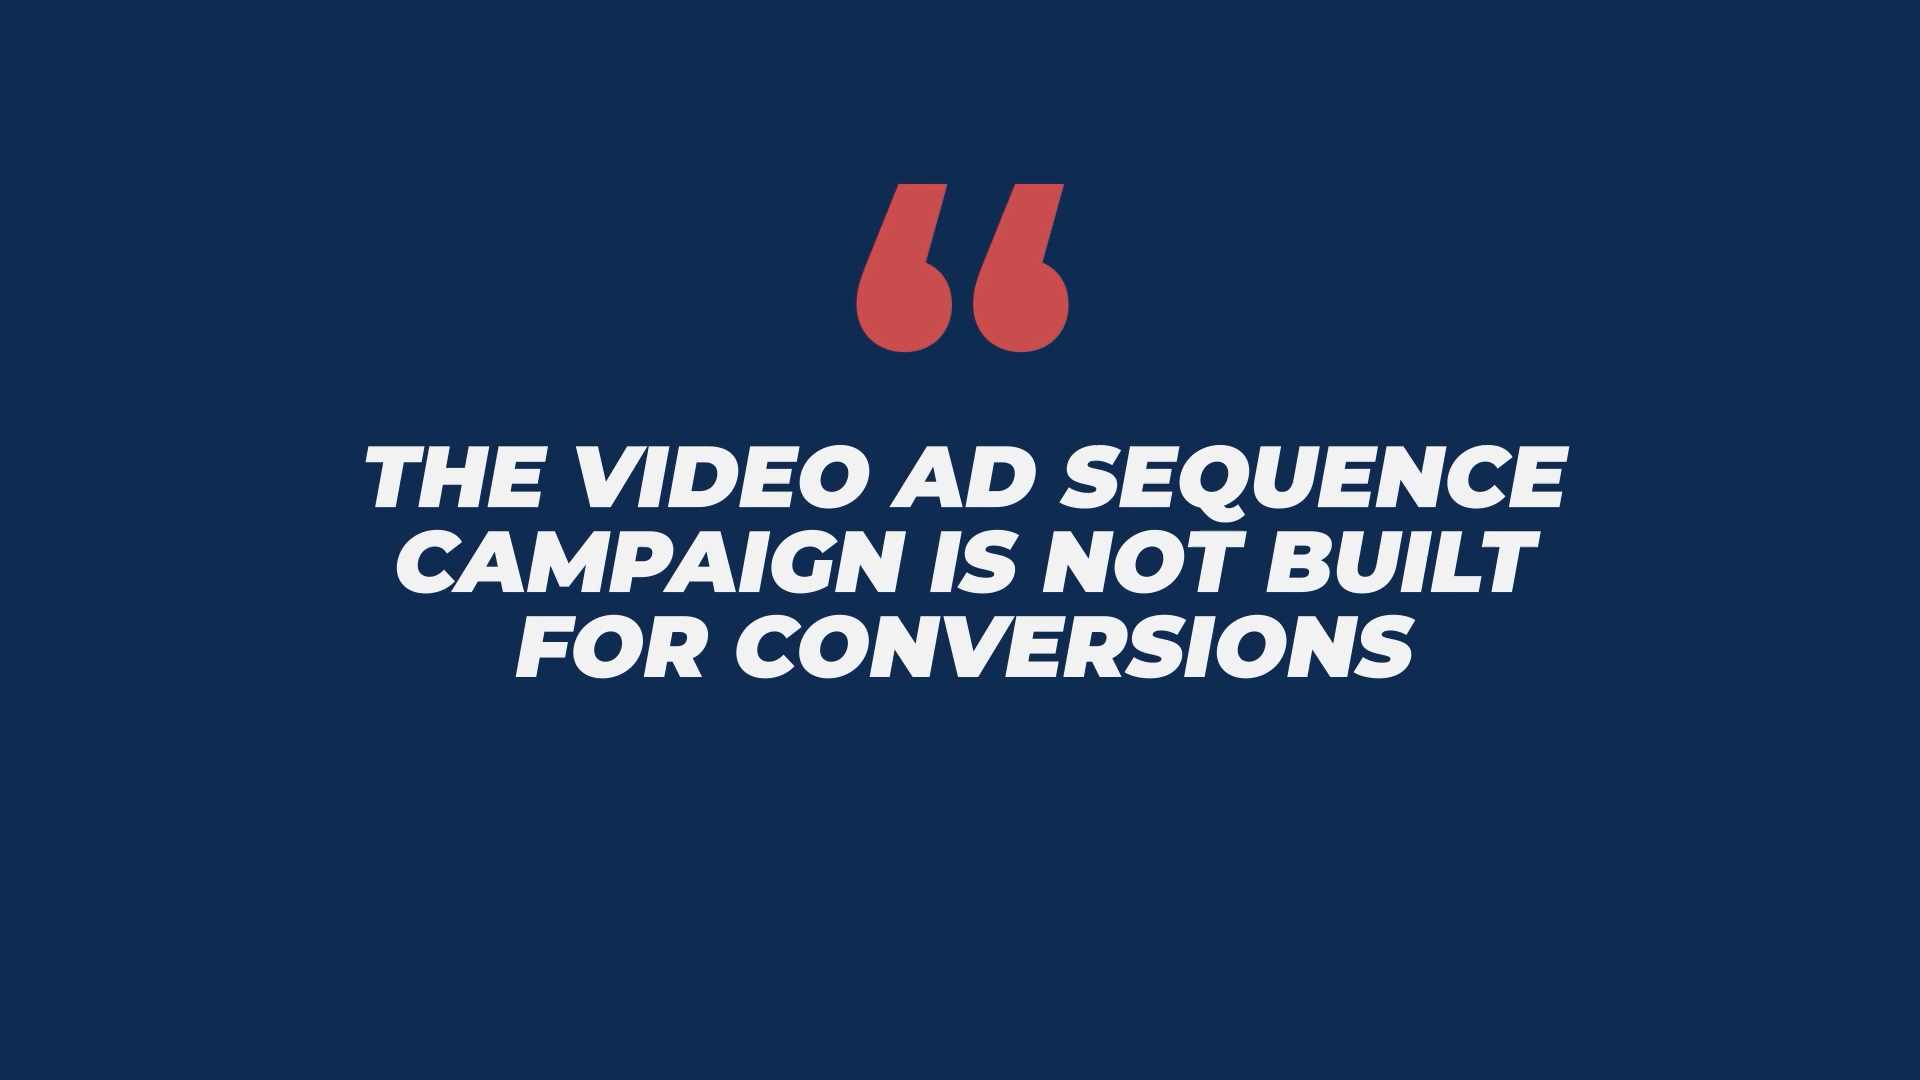 “
THE VIDEO AD SEQUENCE
CAMPAIGN IS NOT BUILT
FOR CONVERSIONS